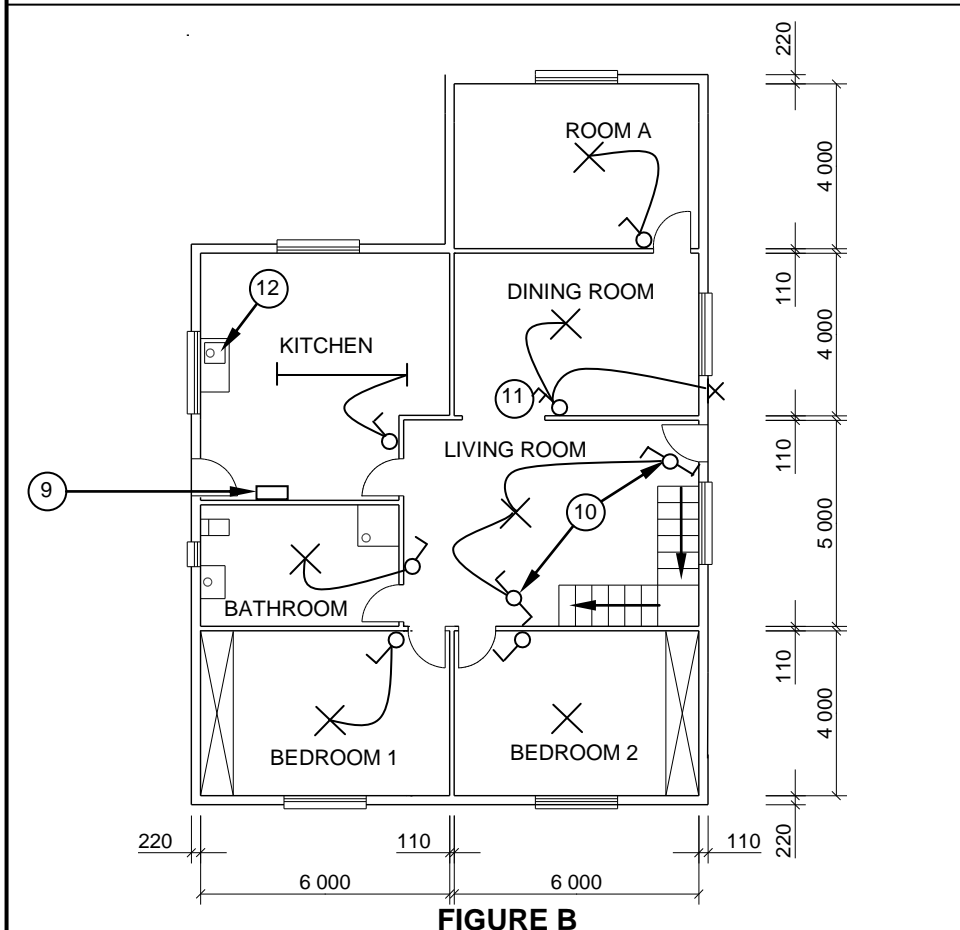 220
ROOM A
4 000
12
110
DINING ROOM
KITCHEN
4 000
11
110
LIVING ROOM
9
10
5 000
BATHROOM
110
4 000
BEDROOM 1
BEDROOM 2
220
110
110
220
6 000
6 000
FIGURE B